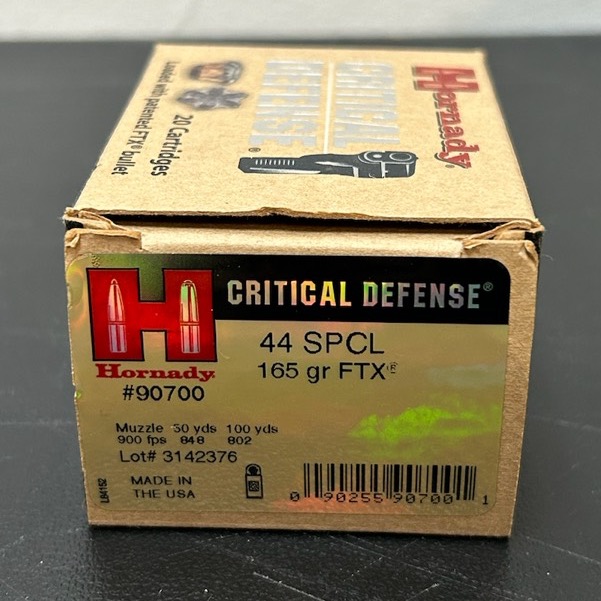 Hornady
CRITICAL
DEFENSE®
20 Cartridges
Loaded with patented FTX® bullet
H
Hornady
CRITICAL DEFENSE®
44 SPCL
165 gr FTX®
#90700
Muzzle 50 yds 100 yds
900 fps 848 802
Lot# 3142376
MADE IN
THE USA
L84152
0 90255 90700 1